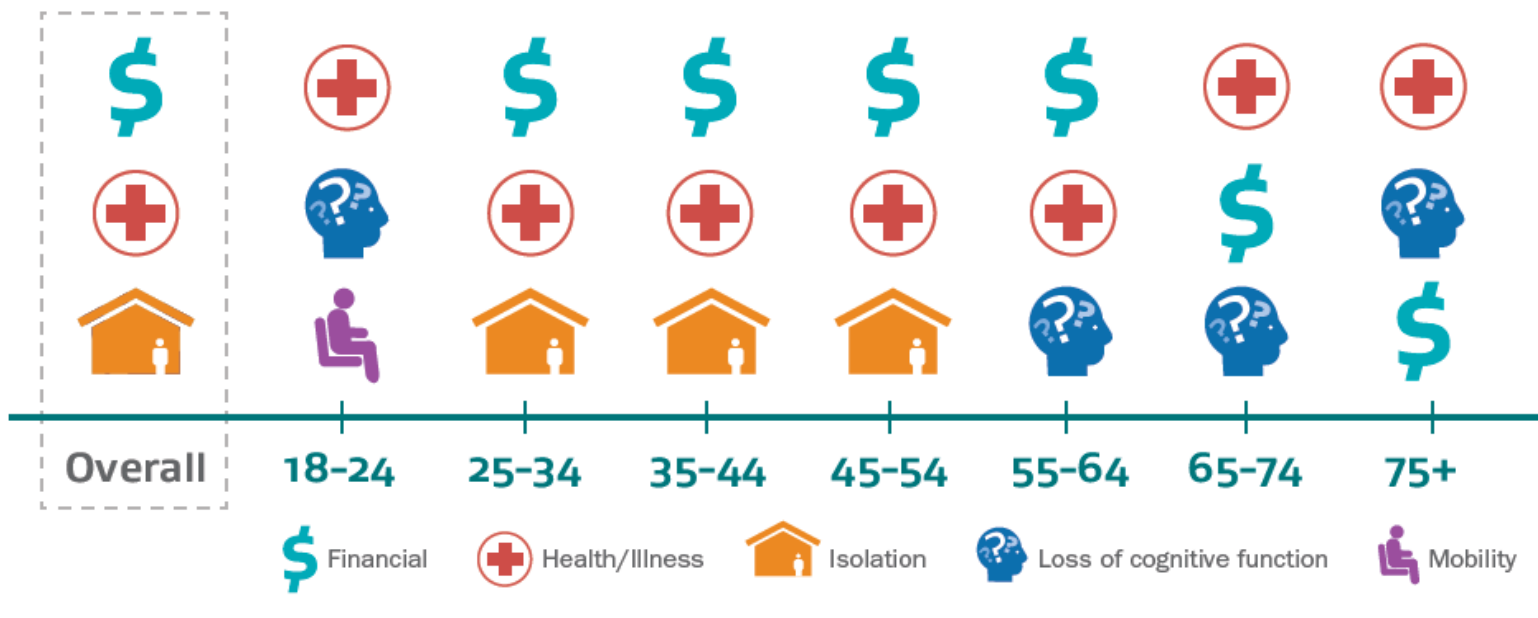 Overall 18-24 25-34 35-44 45-54 55-64 65-74 75+
Financial Health/Illness Isolation Loss of cognitive function Mobility